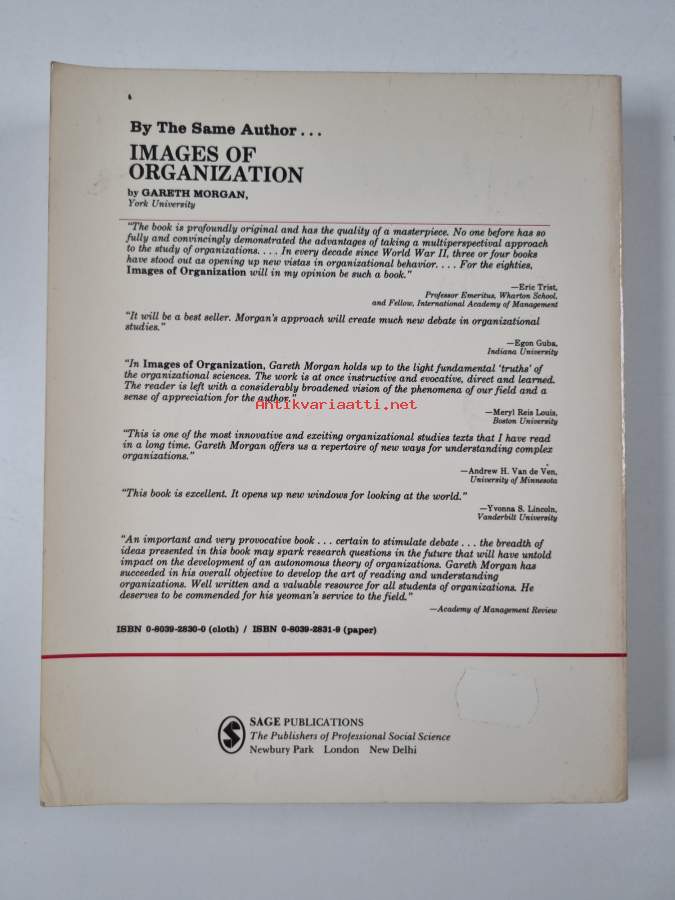 By The Same Author . . .
IMAGES OF
ORGANIZATION
by GARETH MORGAN,
York University
"The book is profoundly original and has the quality of a masterpiece. No one before has so
fully and convincingly demonstrated the advantages of taking a multiperspectival approach
to the study of organizations. . . . In every decade since World War II, three or four books
have stood out as opening up new vistas in organizational behavior. . . . For the eighties,
Images of Organization will in my opinion be such a book."
—Eric Trist,
Professor Emeritus, Wharton School,
and Fellow, International Academy of Management
"It will be a best seller. Morgan's approach will create much new debate in organizational
studies."
—Egon Guba,
Indiana University
"In Images of Organization, Gareth Morgan holds up to the light fundamental 'truths' of
the organizational sciences. The work is at once instructive and evocative, direct and learned.
The reader is left with a considerably broadened vision of the phenomena of our field and a
sense of appreciation for the author."
Antikvariaatti.net
—Meryl Reis Louis,
Boston University
"This is one of the most innovative and exciting organizational studies texts that I have read
in a long time. Gareth Morgan offers us a repertoire of new ways for understanding complex
organizations."
—Andrew H. Van de Ven,
University of Minnesota
"This book is excellent. It opens up new windows for looking at the world."
—Yvonna S. Lincoln,
Vanderbilt University
"An important and very provocative book . . . certain to stimulate debate . . . the breadth of
ideas presented in this book may spark research questions in the future that will have untold
impact on the development of an autonomous theory of organizations. Gareth Morgan has
succeeded in his overall objective to develop the art of reading and understanding
organizations. Well written and a valuable resource for all students of organizations. He
deserves to be commended for his yeoman's service to the field."
—Academy of Management Review
ISBN 0-8039-2830-0 (cloth) / ISBN 0-8039-2831-9 (paper)
S
SAGE PUBLICATIONS
The Publishers of Professional Social Science
Newbury Park London New Delhi